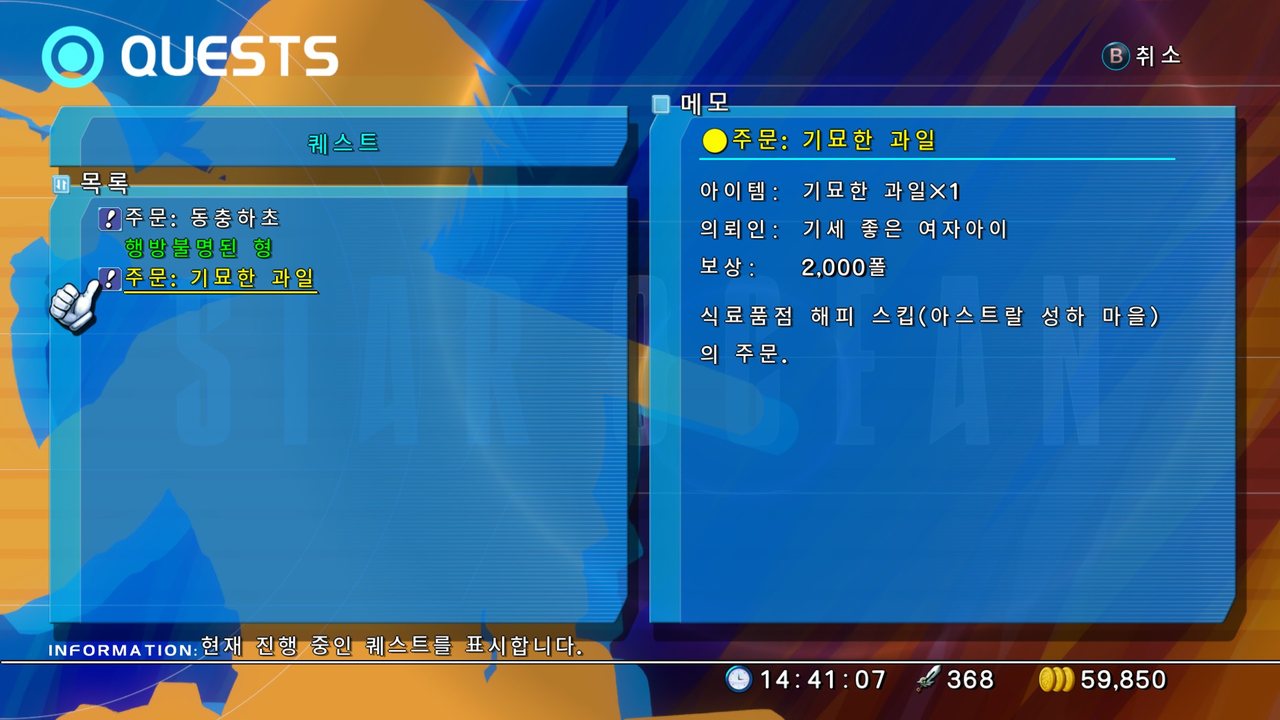 QUESTS
B 취소
퀘스트
목록
주문: 동충하초
행방불명된 형
주문: 기묘한 과일
메모
주문: 기묘한 과일
아이템: 기묘한 과일×1
의뢰인: 기세 좋은 여자아이
보상: 2,000폴
식료품점 해피 스킵(아스트랄 성하 마을)
의 주문.
STAR OCEAN
INFORMATION:현재 진행 중인 퀘스트를 표시합니다.
14:41:07 368 59,850